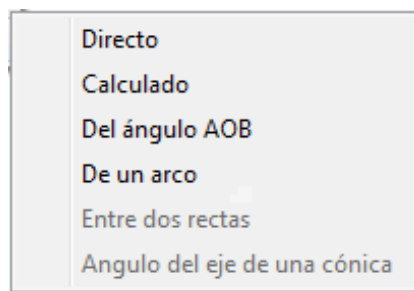 Directo
Calculado
Del ángulo AOB
De un arco
Entre dos rectas
Angulo del eje de una cónica